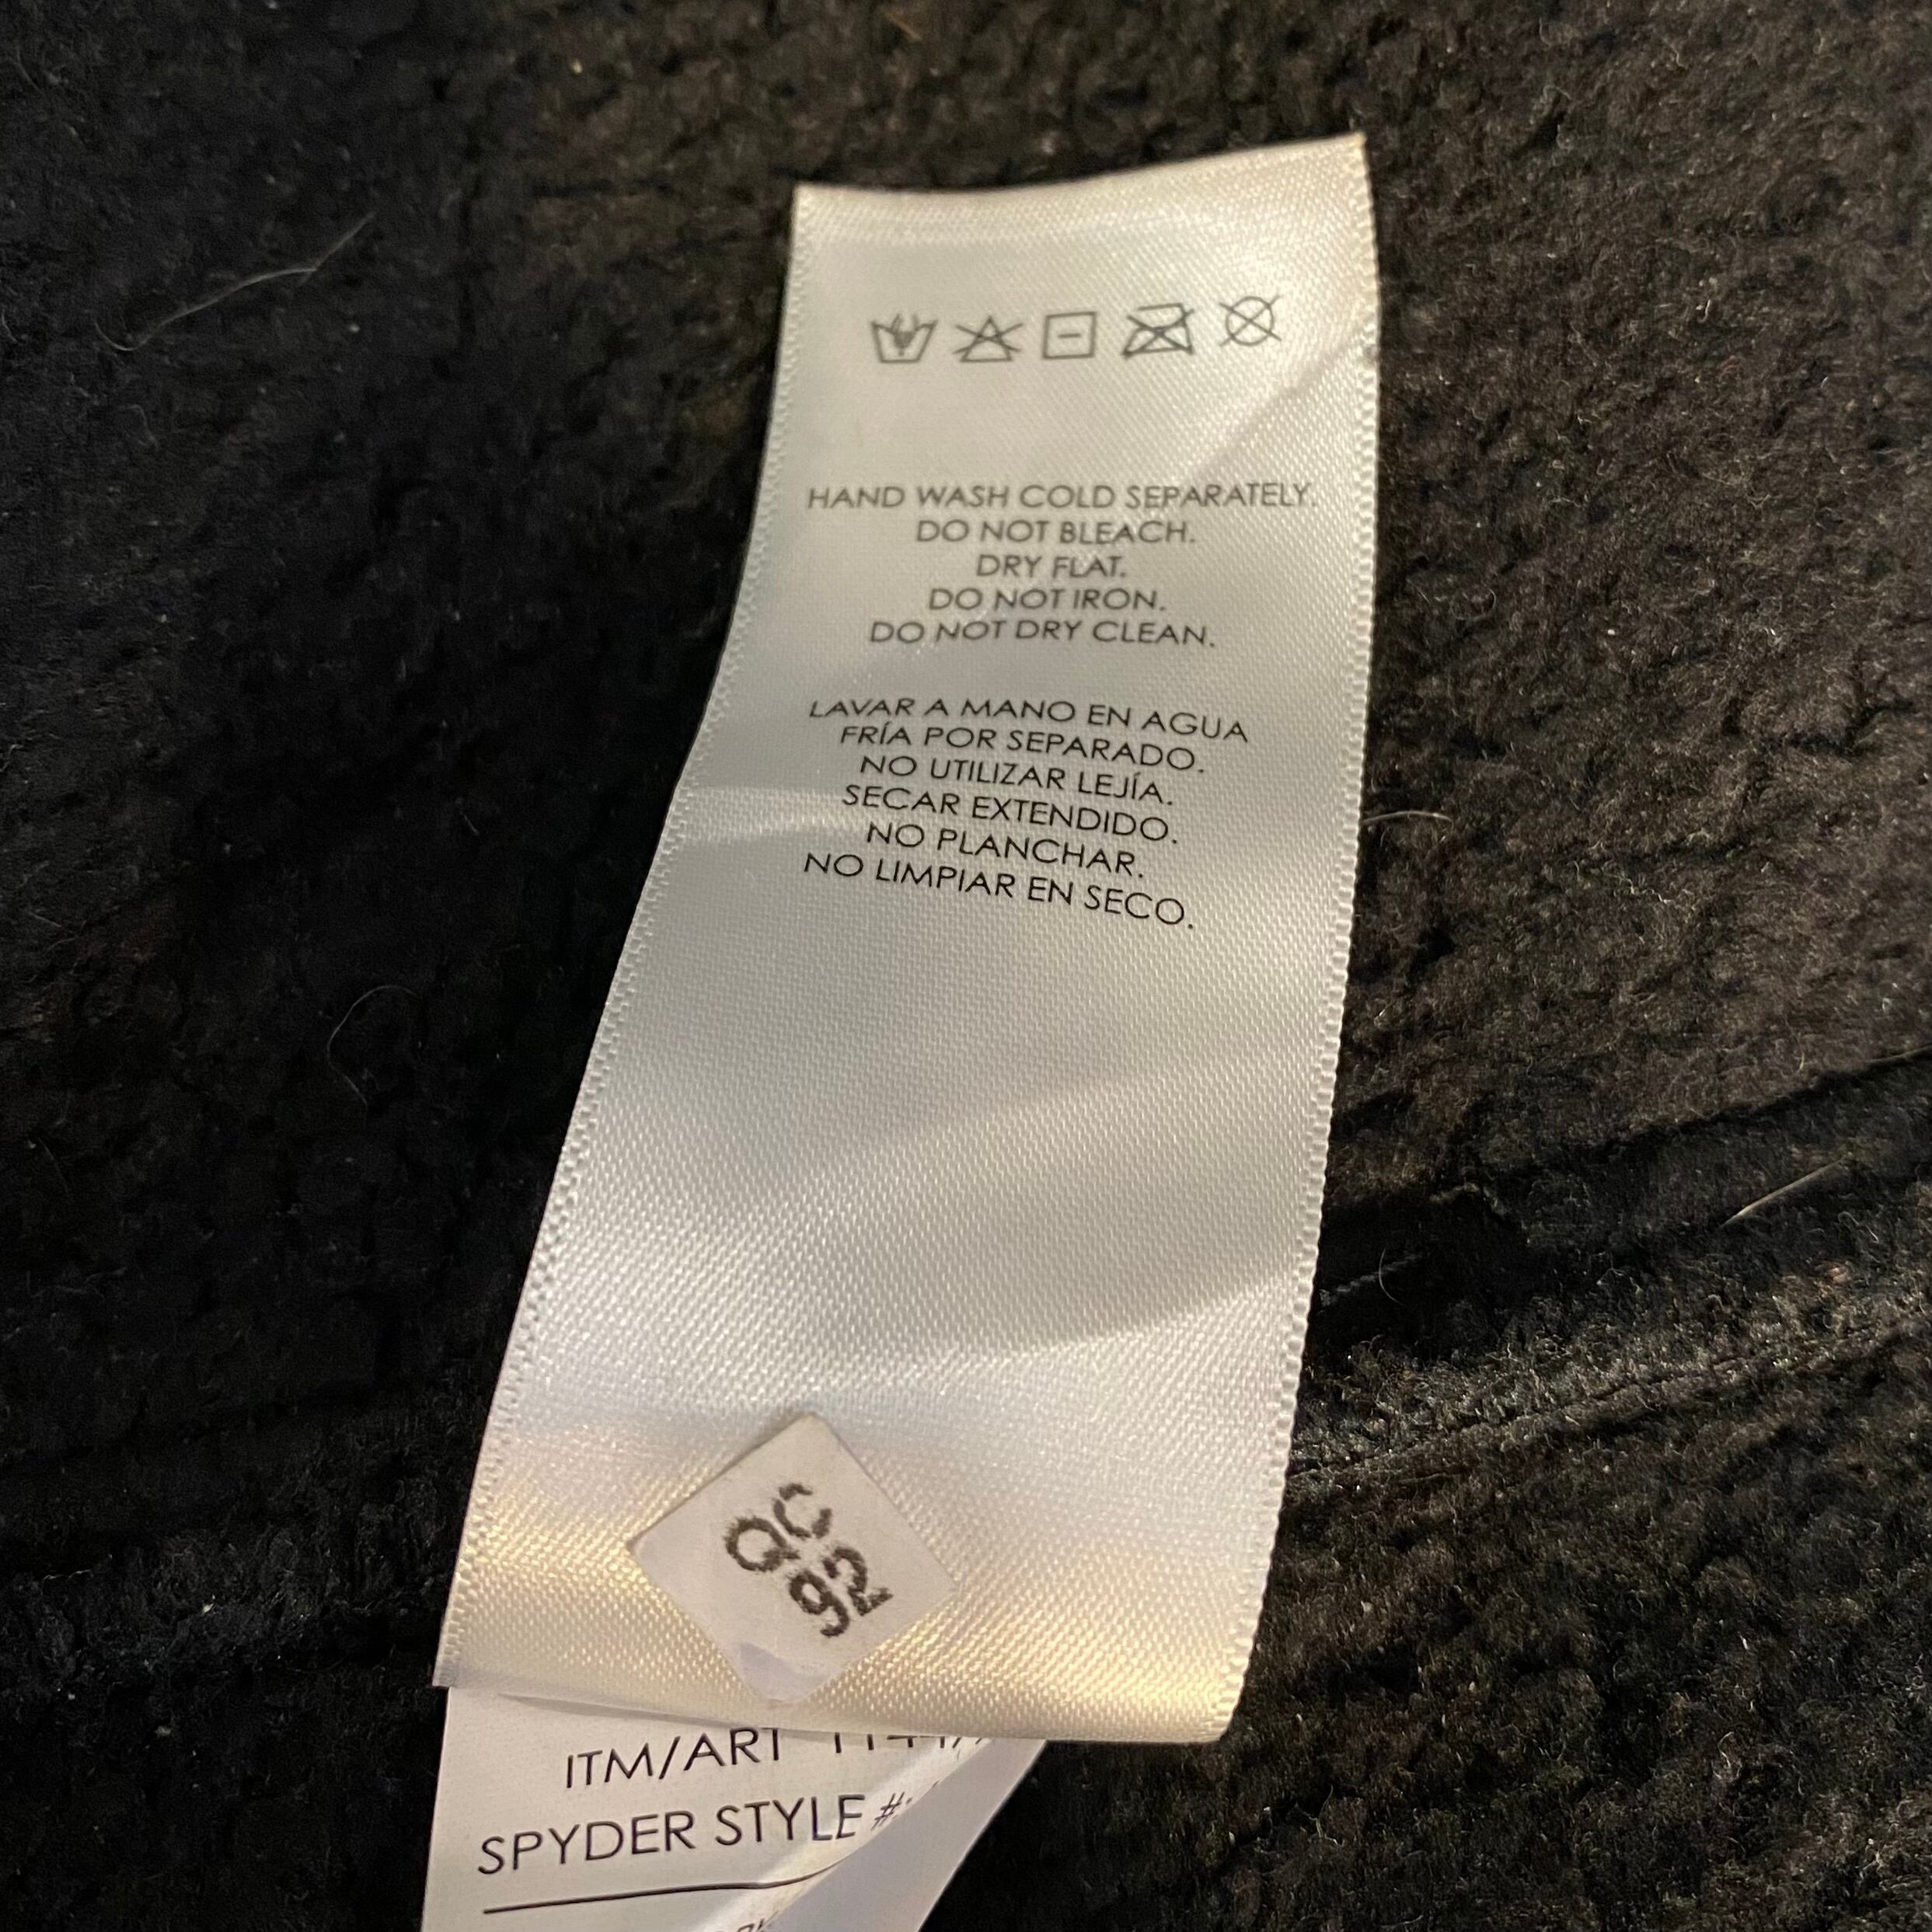 HAND WASH COLD SEPARATELY.
DO NOT BLEACH.
DRY FLAT.
DO NOT IRON.
DO NOT DRY CLEAN.
LAVAR A MANO EN AGUA
FRÍA POR SEPARADO.
NO UTILIZAR LEJÍA.
SECAR EXTENDIDO.
NO PLANCHAR.
NO LIMPIAR EN SECO.
QC
92
ITM/ART
SPYDER STYLE #